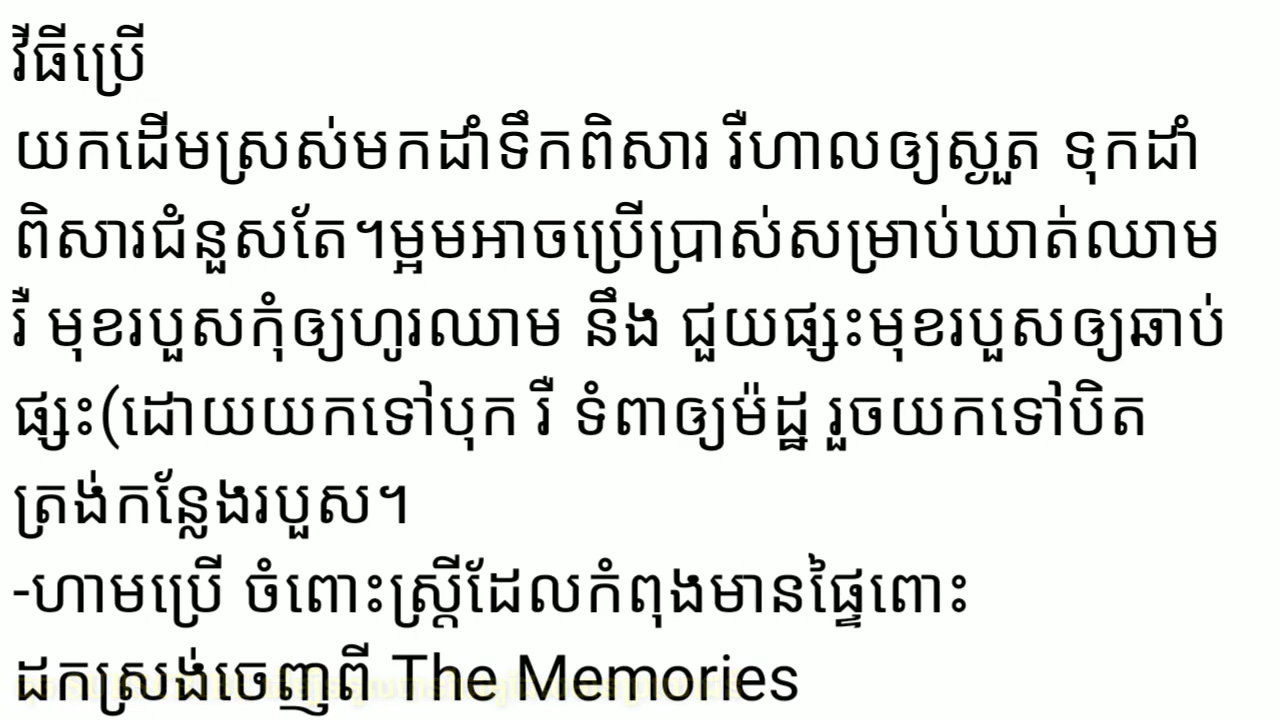 វីធីប្រើ
យកដើមស្រស់មកដាំទឹកពិសារ រឺហាលឲ្យស្ងួត ទុកដាំ
ពិសារជំនួសតែ។ម្អមអាចប្រើប្រាស់សម្រាប់ឃាត់ឈាម
រឺ មុខរបួសកុំឲ្យហូរឈាម នឹង ជួយផ្សះមុខរបួសឲ្យឆាប់
ផ្សះ(ដោយយកទៅបុក រឺ ទំពាឲ្យម៉ដ្ឋ រួចយកទៅបិត
ត្រង់កន្លែងរបួស។
-ហាមប្រើ ចំពោះស្ត្រីដែលកំពុងមានផ្ទៃពោះ
ដកស្រង់ចេញពី The Memories